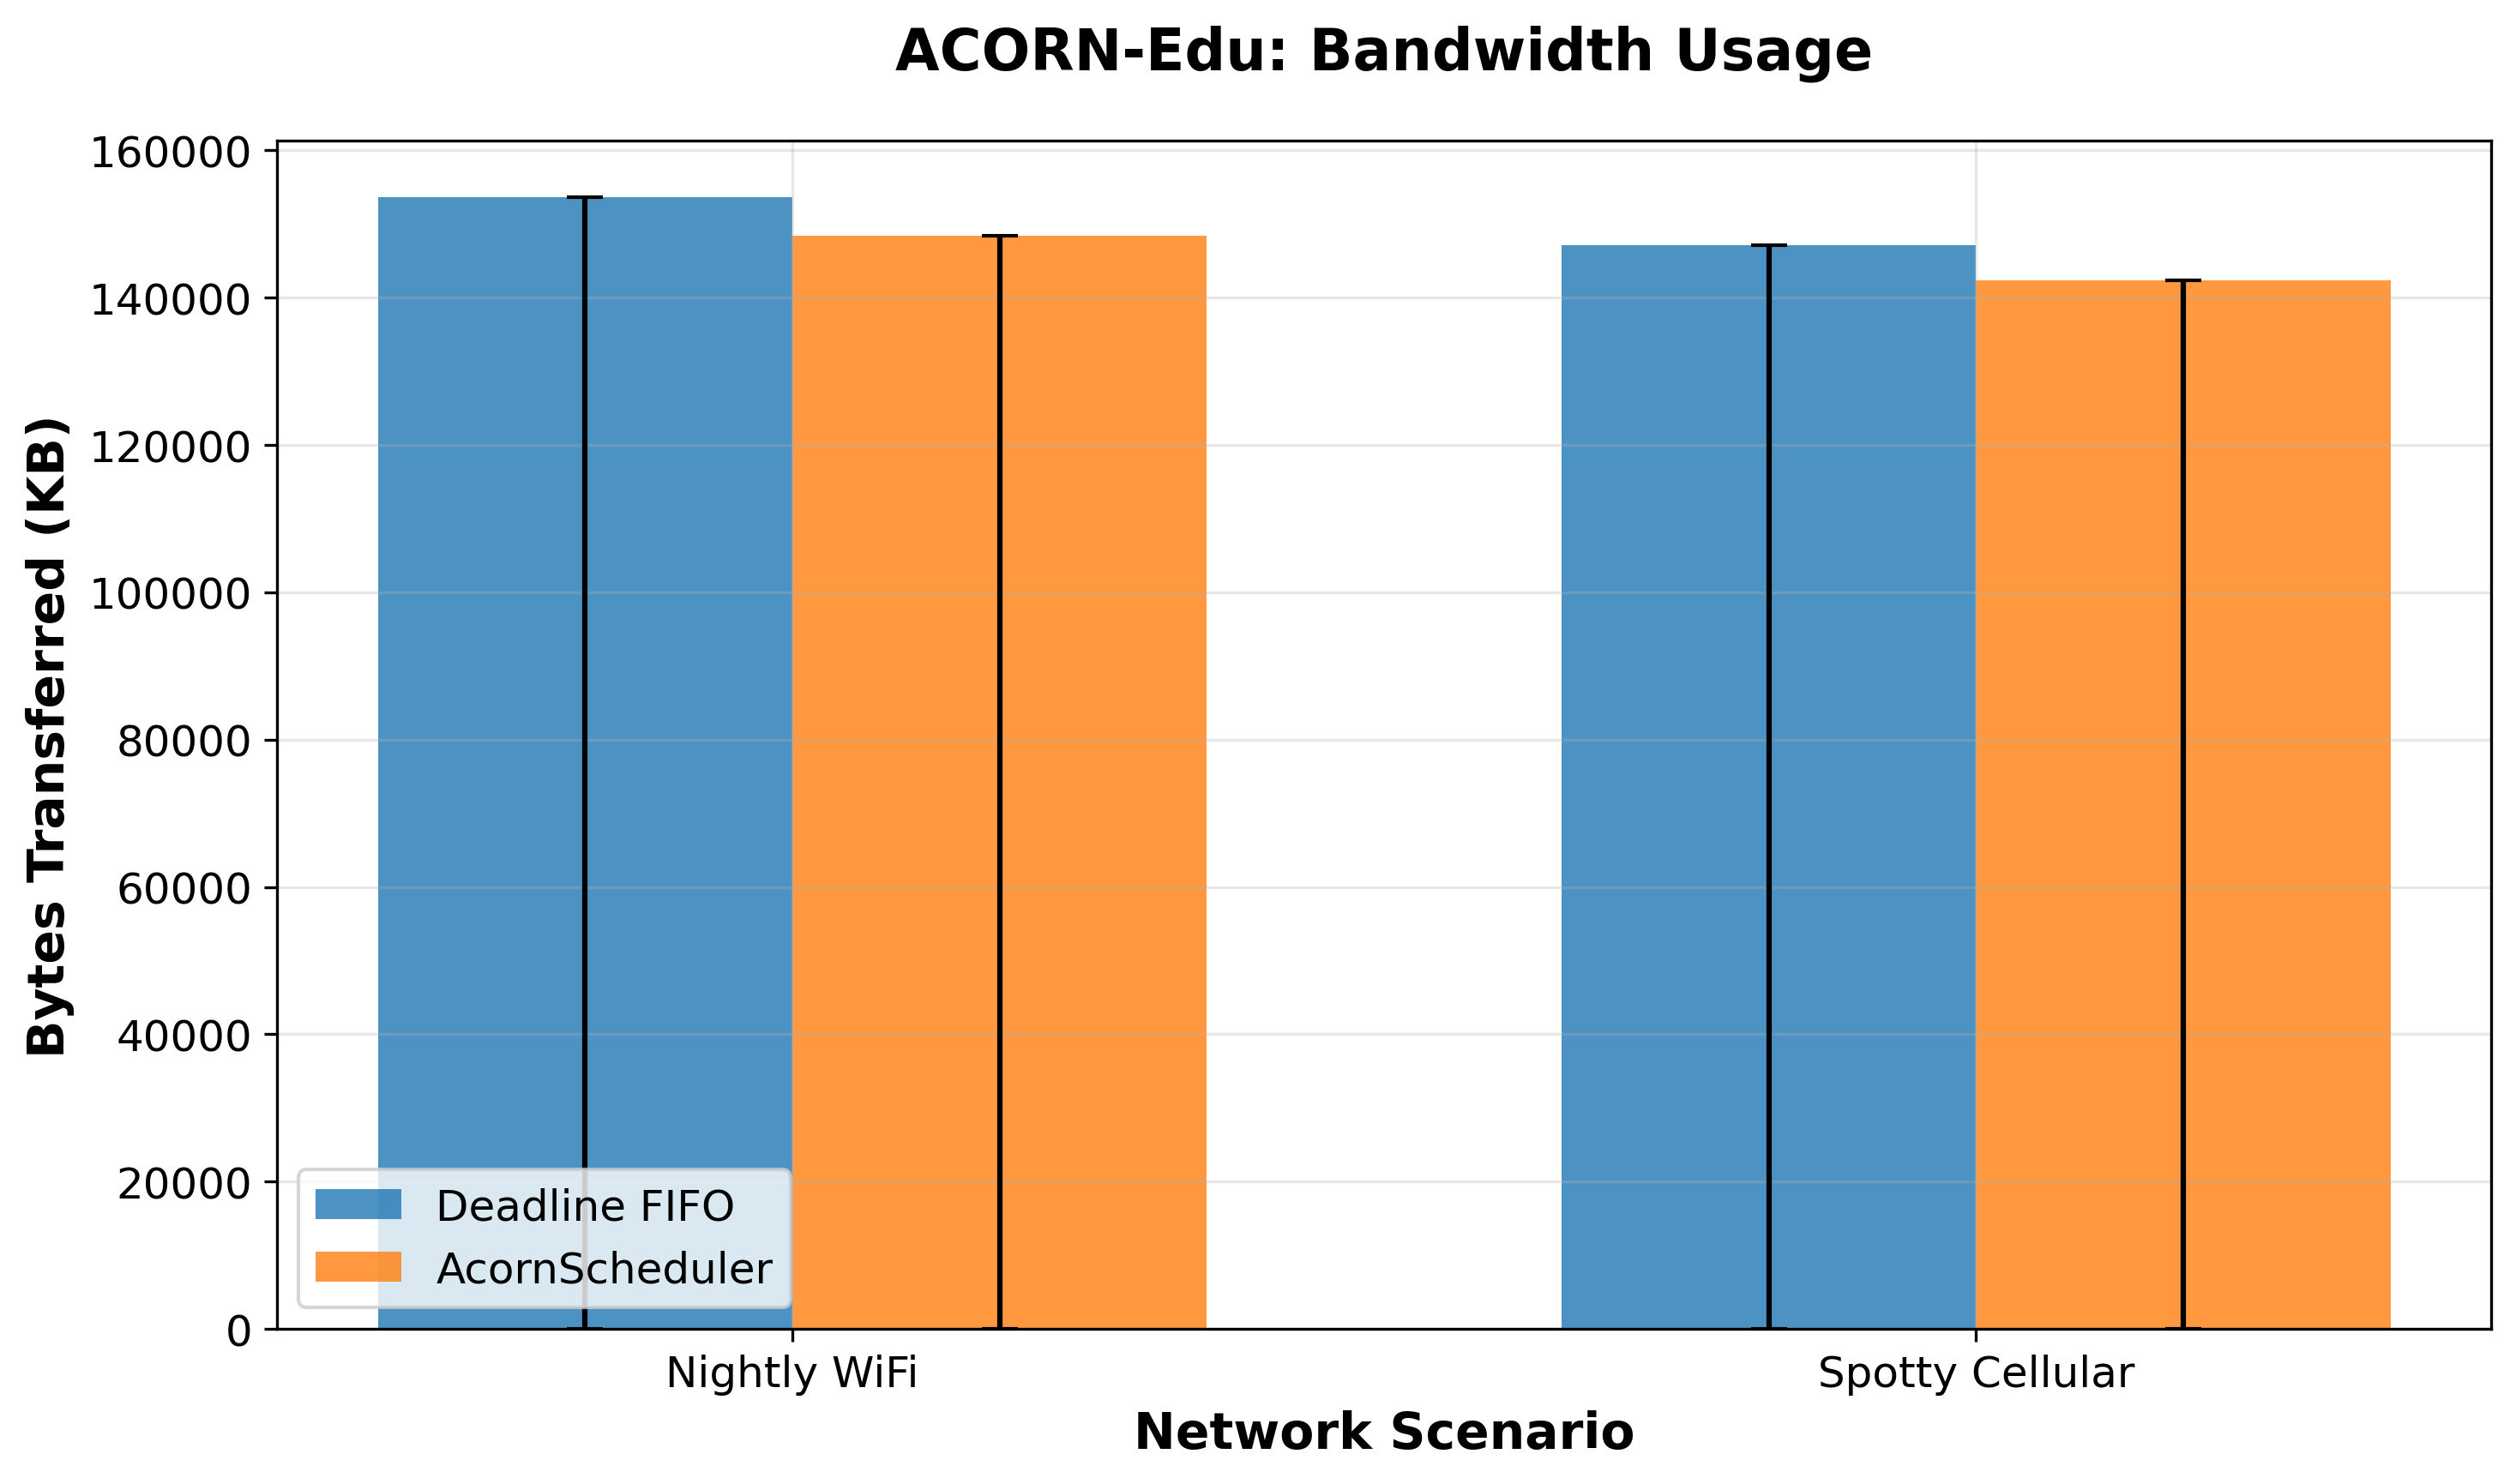 ACORN-Edu: Bandwidth Usage
Bytes Transferred (KB)
160000
140000
120000
100000
80000
60000
40000
20000
0
Deadline FIFO
AcornScheduler
Nightly WiFi
Spotty Cellular
Network Scenario